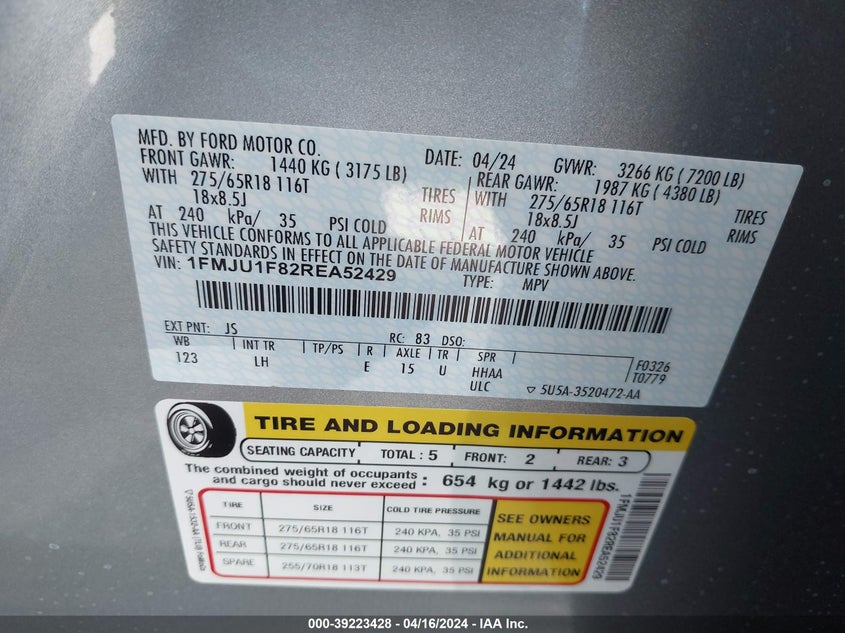 MFD. BY FORD MOTOR CO.
DATE: 04/24 GVWR: 3266 KG ( 7200 LB)
FRONT GAWR: 1440 KG ( 3175 LB) REAR GAWR: 1987 KG ( 4380 LB)
WITH 275/65R18 116T TIRES WITH 275/65R18 116T TIRES
18x8.5J RIMS 18x8.5J RIMS
AT 240 kPa/ 35 PSI COLD AT 240 kPa/ 35 PSI COLD
THIS VEHICLE CONFORMS TO ALL APPLICABLE FEDERAL MOTOR VEHICLE
SAFETY STANDARDS IN EFFECT ON THE DATE OF MANUFACTURE SHOWN ABOVE.
VIN: 1FMJU1F82REA52429
TYPE: MPV
EXT PNT: JS RC: 83 DSO:
WB INT TR TP/PS R AXLE TR SPR F0326
123 LH E 15 U HHAA T0779
ULC 5U5A-3520472-AA
TIRE AND LOADING INFORMATION
SEATING CAPACITY TOTAL : 5 FRONT: 2 REAR: 3
The combined weight of occupants
and cargo should never exceed : 654 kg or 1442 lbs.
TIRE SIZE COLD TIRE PRESSURE
FRONT 275/65R18 116T 240 KPA, 35 PSI
REAR 275/65R18 116T 240 KPA, 35 PSI
SPARE 255/70R18 113T 240 KPA, 35 PSI
SEE OWNERS
MANUAL FOR
ADDITIONAL
INFORMATION
1FMJU1F82REA52429
000-39223428 - 04/16/2024 - IAA Inc.